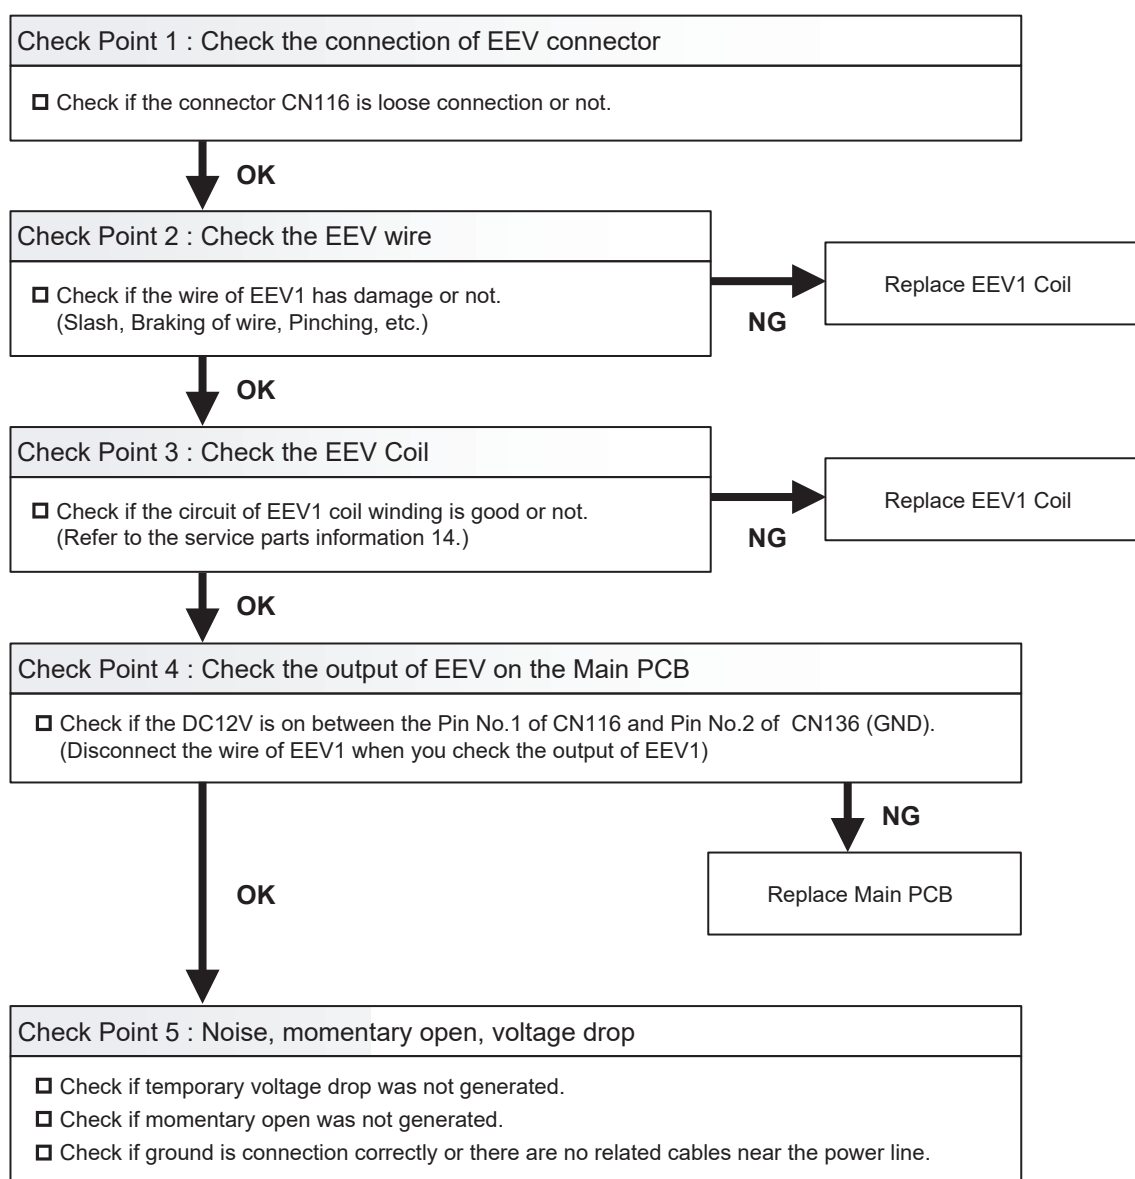 Check Point 1 : Check the connection of EEV connector
Check if the connector CN116 is loose connection or not.
OK
Check Point 2 : Check the EEV wire
Check if the wire of EEV1 has damage or not.
(Slash, Braking of wire, Pinching, etc.)
NG
Replace EEV1 Coil
OK
Check Point 3 : Check the EEV Coil
Check if the circuit of EEV1 coil winding is good or not.
(Refer to the service parts information 14.)
NG
Replace EEV1 Coil
OK
Check Point 4 : Check the output of EEV on the Main PCB
Check if the DC12V is on between the Pin No.1 of CN116 and Pin No.2 of CN136 (GND).
(Disconnect the wire of EEV1 when you check the output of EEV1)
NG
Replace Main PCB
OK
Check Point 5 : Noise, momentary open, voltage drop
Check if temporary voltage drop was not generated.
Check if momentary open was not generated.
Check if ground is connection correctly or there are no related cables near the power line.